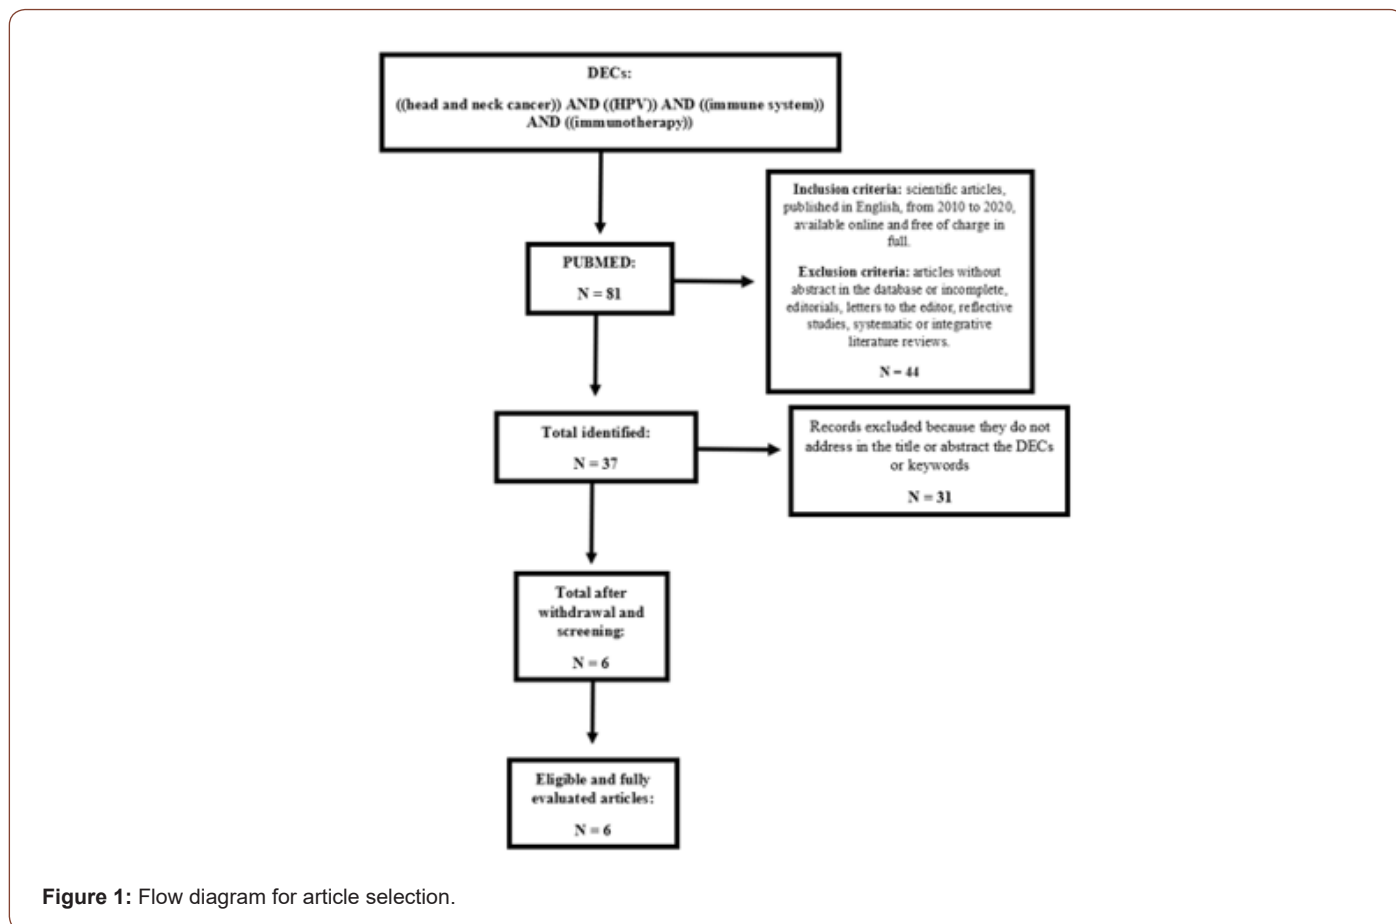 DECs:
((head and neck cancer)) AND ((HPV)) AND ((immune system))
AND ((immunotherapy))
Inclusion criteria: scientific articles,
published in English, from 2010 to 2020,
available online and free of charge in
full.
Exclusion criteria: articles without
abstract in the database or incomplete,
editorials, letters to the editor, reflective
studies, systematic or integrative
literature reviews.
N = 44
PUBMED:
N = 81
Total identified:
N = 37
Records excluded because they do not
address in the title or abstract the DECs
or keywords
N = 31
Total after
withdrawal and
screening:
N = 6
Eligible and fully
evaluated articles:
N = 6
Figure 1: Flow diagram for article selection.